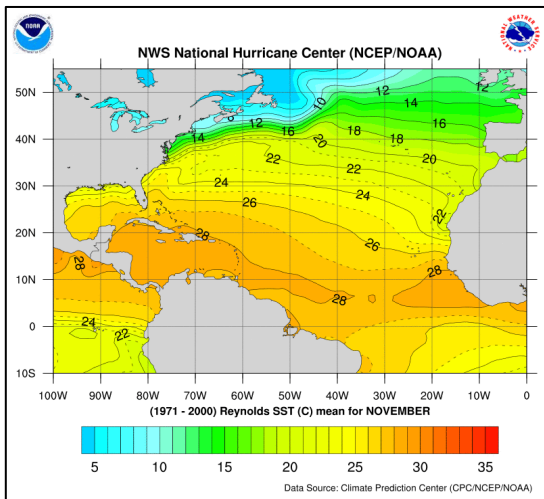 NOAA
NATIONAL WEATHER SERVICE
NWS National Hurricane Center (NCEP/NOAA)
50N
40N
30N
20N
10N
0
10S
10
12
12
14
8
12
16
16
14
18
18
20
20
22
22
24
24
22
26
26
28
28
28
28
24
22
100W 90W 80W 70W 60W 50W 40W 30W 20W 10W 0
(1971 - 2000) Reynolds SST (C) mean for NOVEMBER
5 10 15 20 25 30 35
Data Source: Climate Prediction Center (CPC/NCEP/NOAA)